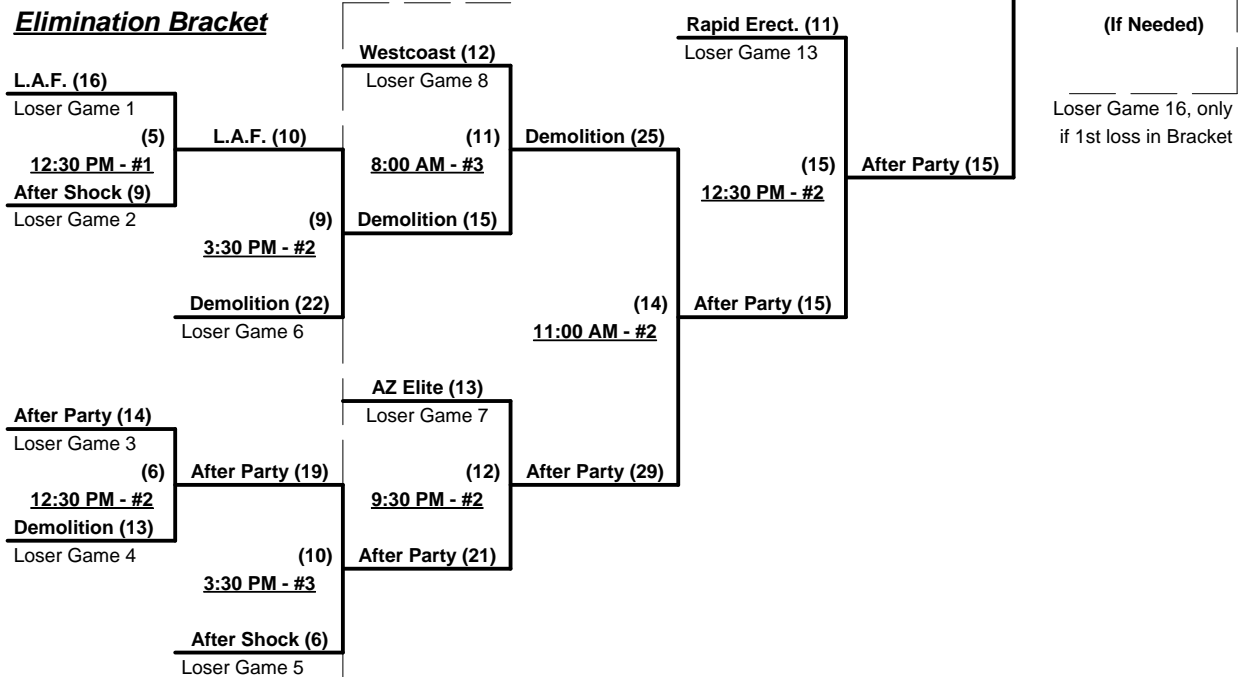 Elimination Bracket
Rapid Erect. (11)
(If Needed)
Westcoast (12)
Loser Game 13
L.A.F. (16)
Loser Game 8
Loser Game 1
Loser Game 16, only
(5)
L.A.F. (10)
(11)
Demolition (25)
if 1st loss in Bracket
12:30 PM - #1
8:00 AM - #3
(15)
After Party (15)
After Shock (9)
12:30 PM - #2
Loser Game 2
(9)
Demolition (15)
3:30 PM - #2
Demolition (22)
(14)
After Party (15)
Loser Game 6
11:00 AM - #2
AZ Elite (13)
After Party (14)
Loser Game 7
Loser Game 3
(6)
After Party (19)
(12)
After Party (29)
12:30 PM - #2
9:30 PM - #2
Demolition (13)
Loser Game 4
(10)
After Party (21)
3:30 PM - #3
After Shock (6)
Loser Game 5